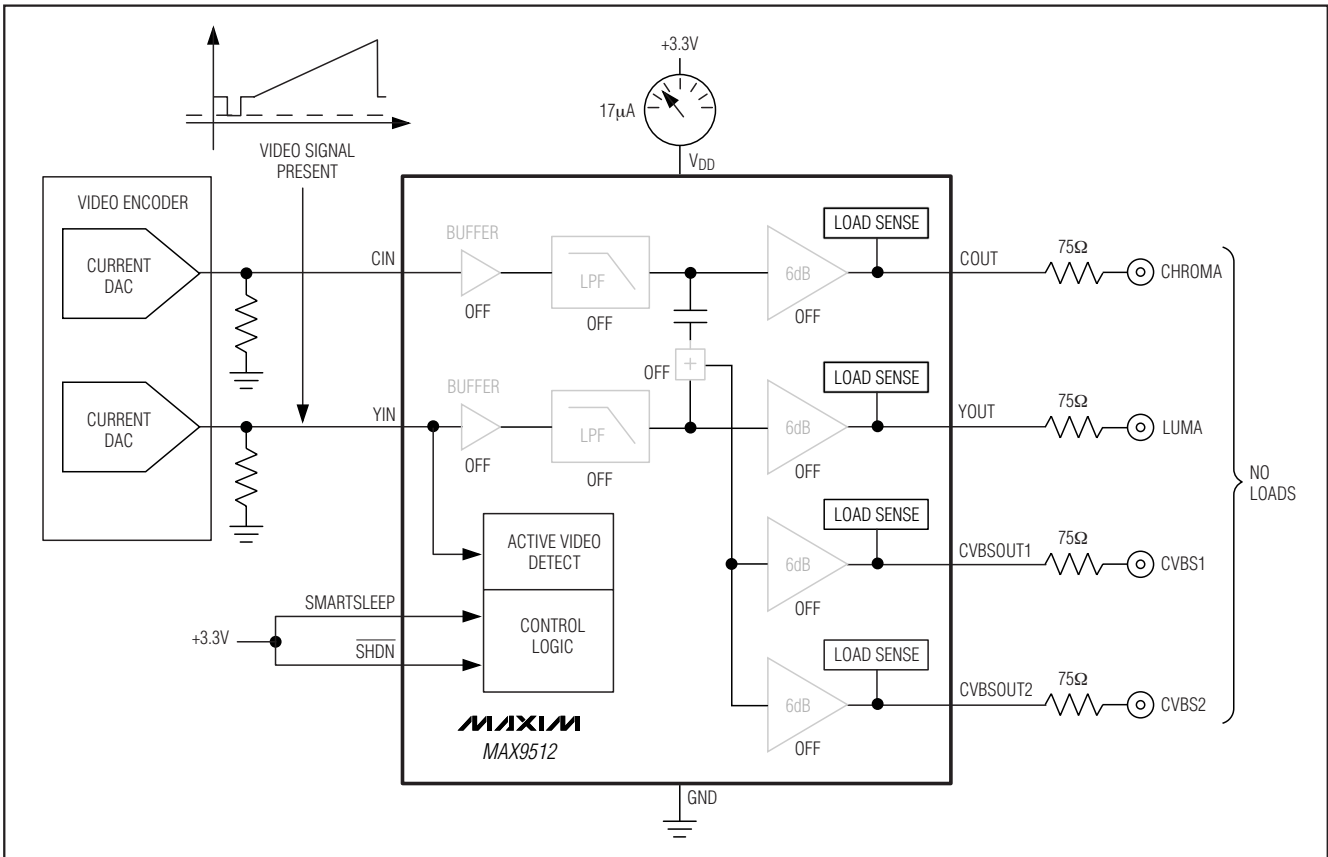 +3.3V
17µA
VDD
VIDEO SIGNAL
PRESENT
VIDEO ENCODER
CURRENT
DAC
CIN
BUFFER
OFF
LPF
OFF
6dB
OFF
LOAD SENSE
COUT
75Ω
CHROMA
OFF
+
CURRENT
DAC
YIN
BUFFER
OFF
LPF
OFF
6dB
OFF
LOAD SENSE
YOUT
75Ω
LUMA
NO
LOADS
ACTIVE VIDEO
DETECT
6dB
OFF
LOAD SENSE
CVBSOUT1
75Ω
CVBS1
SMARTSLEEP
+3.3V
SHDN
CONTROL
LOGIC
6dB
OFF
LOAD SENSE
CVBSOUT2
75Ω
CVBS2
MAXIM
MAX9512
GND